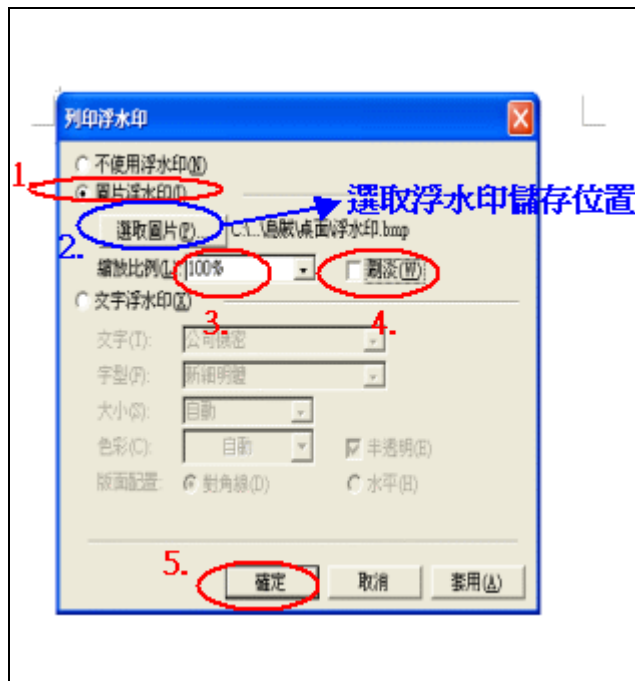 列印浮水印
不使用浮水印(N)
1. 圖片浮水印(I)
選取浮水印儲存位置
2. 選取圖片(P)... C:\...\烏賊\桌面\浮水印.bmp
縮放比例(L): 100% 刷淡(W)
文字浮水印(X) 3. 4.
文字(T): 公司機密
字型(F): 新細明體
大小(S): 自動
色彩(C): 自動 半透明(E)
版面配置: 對角線(D) 水平(H)
5. 確定 取消 套用(A)